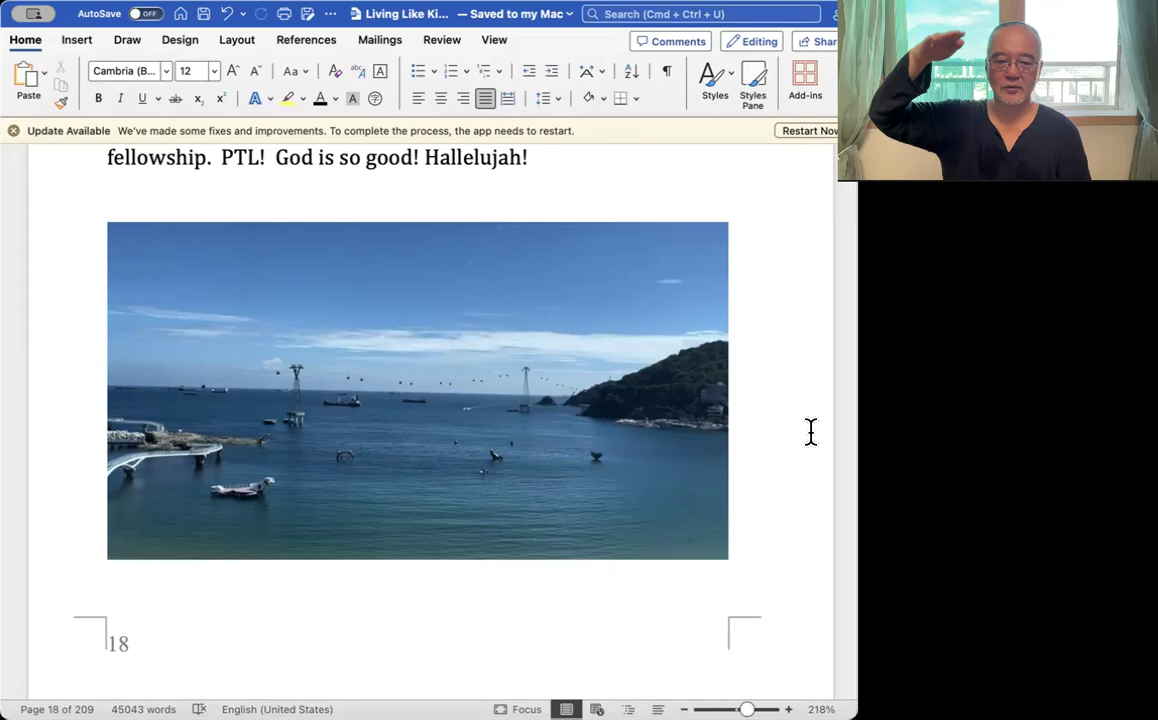 AutoSave OFF ··· Living Like Ki... — Saved to my Mac Search (Cmd + Ctrl + U)
Home Insert Draw Design Layout References Mailings Review View Comments Editing Shar
Paste Cambria (B... 12 Styles Styles Pane Add-ins
Update Available We've made some fixes and improvements. To complete the process, the app needs to restart. Restart Now
fellowship. PTL! God is so good! Hallelujah!
18
Page 18 of 209 45043 words English (United States) Focus 218%